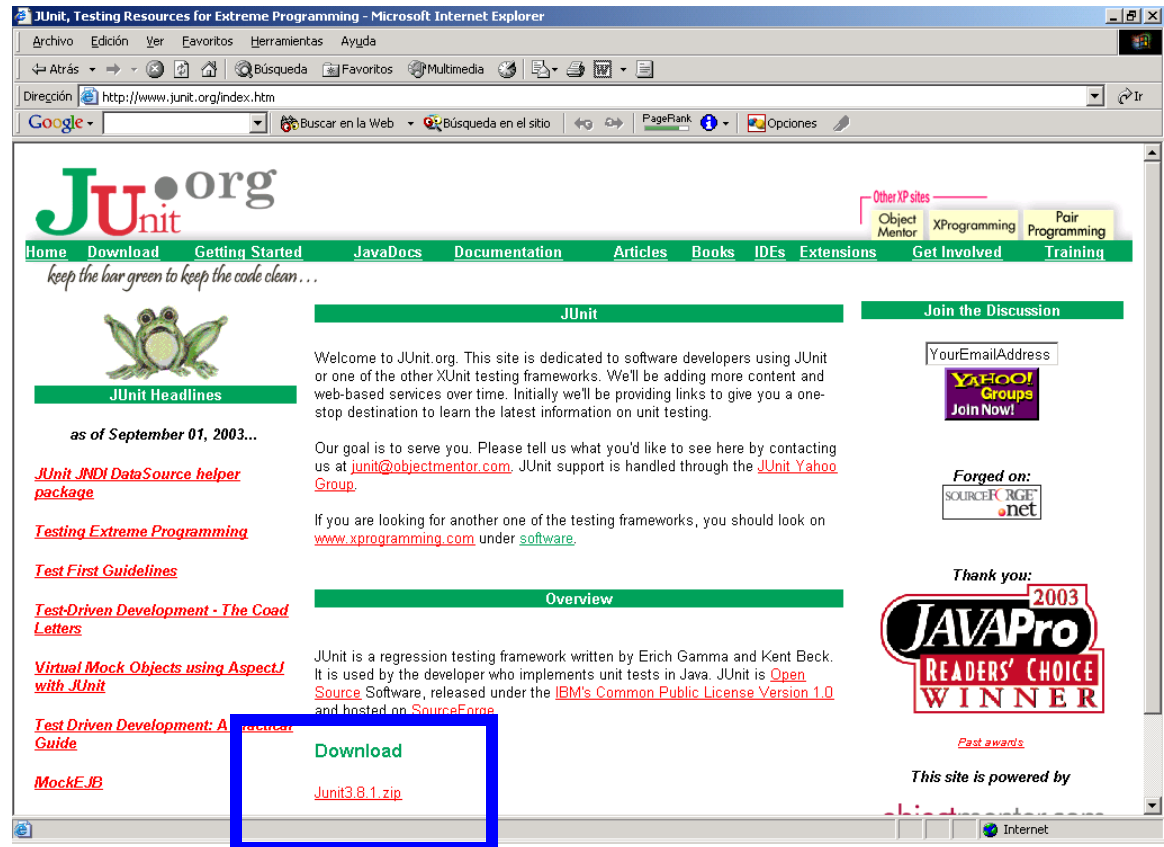 JUnit, Testing Resources for Extreme Programming - Microsoft Internet Explorer
Archivo Edición Ver Favoritos Herramientas Ayuda
Atrás Búsqueda Favoritos Multimedia
Dirección http://www.junit.org/index.htm Ir
Google Buscar en la Web Búsqueda en el sitio PageRank Opciones
JUnit.org
Other XP sites
Object Mentor XProgramming Pair Programming
Home Download Getting Started JavaDocs Documentation Articles Books IDEs Extensions Get Involved Training
keep the bar green to keep the code clean...
JUnit Headlines
as of September 01, 2003...
JUnit JNDI DataSource helper
package
Testing Extreme Programming
Test First Guidelines
Test-Driven Development - The Coad
Letters
Virtual Mock Objects using AspectJ
with JUnit
Test Driven Development: A Practical
Guide
MockEJB
JUnit
Welcome to JUnit.org. This site is dedicated to software developers using JUnit
or one of the other XUnit testing frameworks. We'll be adding more content and
web-based services over time. Initially we'll be providing links to give you a one-
stop destination to learn the latest information on unit testing.
Our goal is to serve you. Please tell us what you'd like to see here by contacting
us at junit@objectmentor.com. JUnit support is handled through the JUnit Yahoo
Group.
If you are looking for another one of the testing frameworks, you should look on
www.xprogramming.com under software.
Overview
JUnit is a regression testing framework written by Erich Gamma and Kent Beck.
It is used by the developer who implements unit tests in Java. JUnit is Open
Source Software, released under the IBM's Common Public License Version 1.0
and hosted on SourceForge
Download
Junit3.8.1.zip
Join the Discussion
YourEmailAddress
YAHOO!
Groups
Join Now!
Forged on:
SOURCEFORGE
.net
Thank you:
2003
JAVAPro
READERS' CHOICE
WINNER
Past awards
This site is powered by
objectmentor.com
Internet